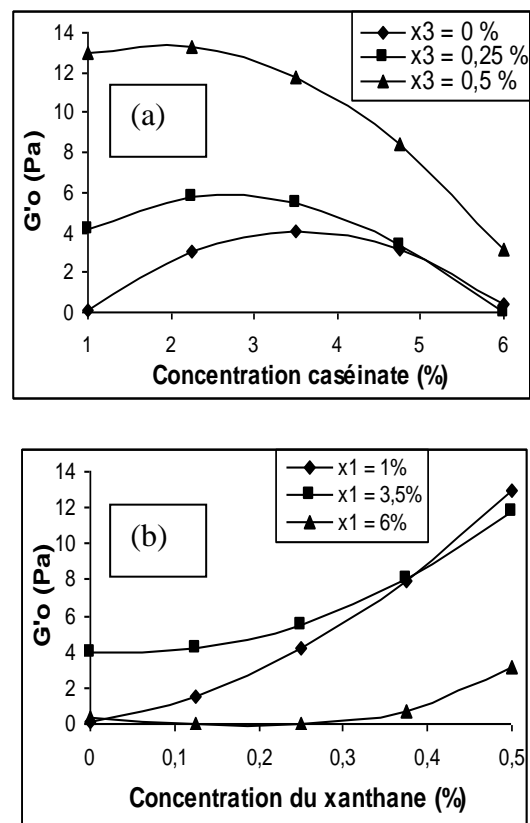 14
12
10
8
6
4
2
0
G'o (Pa)
(a)
x3 = 0 %
x3 = 0,25 %
x3 = 0,5 %
1 2 3 4 5 6
Concentration caséinate (%)
14
12
10
8
6
4
2
0
G'o (Pa)
(b)
x1 = 1%
x1 = 3,5%
x1 = 6%
0 0,1 0,2 0,3 0,4 0,5
Concentration du xanthane (%)